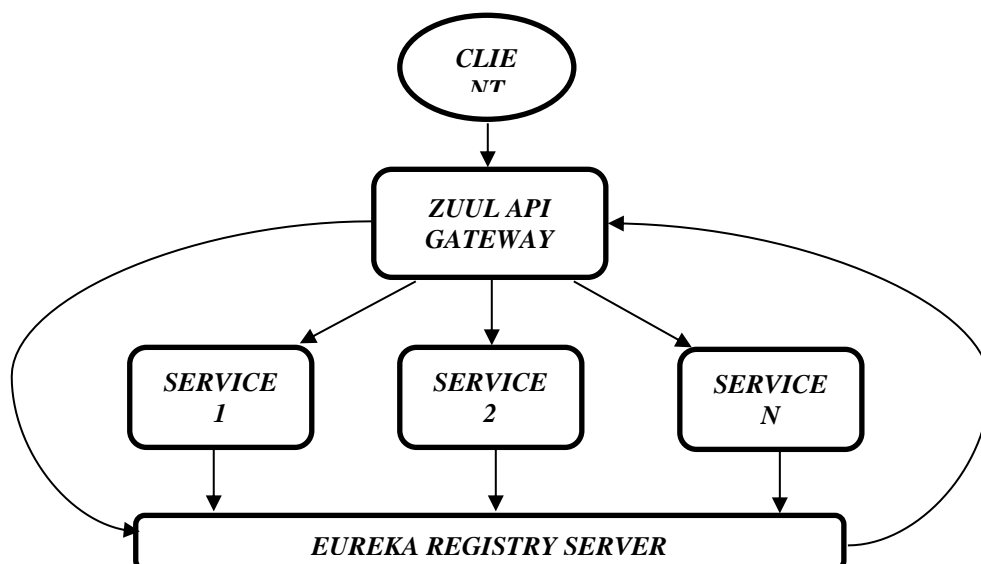 CLIE
NT
ZUUL API
GATEWAY
SERVICE
1
SERVICE
2
SERVICE
N
EUREKA REGISTRY SERVER